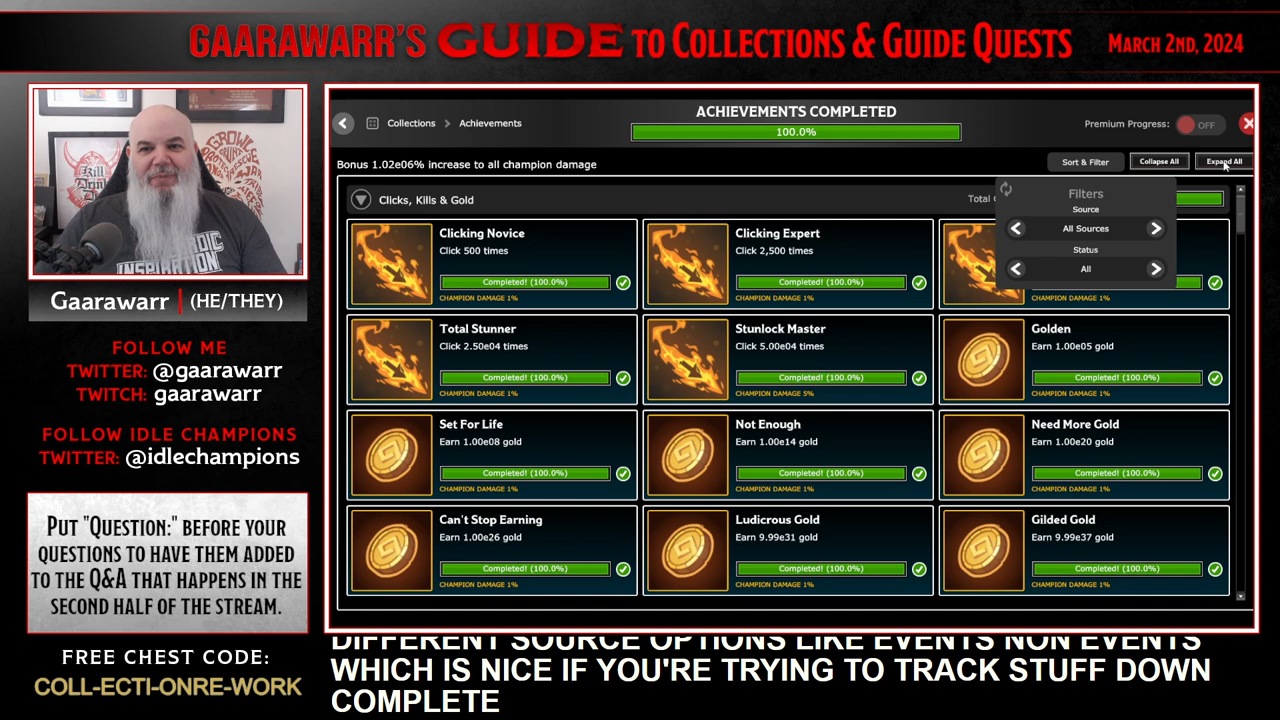 GAARAWARR'S GUIDE TO COLLECTIONS & GUIDE QUESTS
MARCH 2ND, 2024
Kill
Drin
INSPIRATION
Gaarawarr | (HE/THEY)
FOLLOW ME
TWITTER: @gaarawarr
TWITCH: gaarawarr
FOLLOW IDLE CHAMPIONS
TWITTER: @idlechampions
PUT "QUESTION:" BEFORE YOUR
QUESTIONS TO HAVE THEM ADDED
TO THE Q&A THAT HAPPENS IN THE
SECOND HALF OF THE STREAM.
FREE CHEST CODE:
COLL-ECTI-ONRE-WORK
Collections > Achievements
ACHIEVEMENTS COMPLETED
100.0%
Premium Progress: OFF
Bonus 1.02e06% increase to all champion damage
Sort & Filter
Collapse All
Expand All
Clicks, Kills & Gold
Total
Filters
Source
All Sources
Status
All
Clicking Novice
Click 500 times
Completed! (100.0%)
CHAMPION DAMAGE 1%
Clicking Expert
Click 2,500 times
Completed! (100.0%)
CHAMPION DAMAGE 1%
CHAMPION DAMAGE 1%
Total Stunner
Click 2.50e04 times
Completed! (100.0%)
CHAMPION DAMAGE 1%
Stunlock Master
Click 5.00e04 times
Completed! (100.0%)
CHAMPION DAMAGE 5%
Golden
Earn 1.00e05 gold
Completed! (100.0%)
CHAMPION DAMAGE 1%
Set For Life
Earn 1.00e08 gold
Completed! (100.0%)
CHAMPION DAMAGE 1%
Not Enough
Earn 1.00e14 gold
Completed! (100.0%)
CHAMPION DAMAGE 1%
Need More Gold
Earn 1.00e20 gold
Completed! (100.0%)
CHAMPION DAMAGE 1%
Can't Stop Earning
Earn 1.00e26 gold
Completed! (100.0%)
CHAMPION DAMAGE 1%
Ludicrous Gold
Earn 9.99e31 gold
Completed! (100.0%)
CHAMPION DAMAGE 1%
Gilded Gold
Earn 9.99e37 gold
Completed! (100.0%)
CHAMPION DAMAGE 1%
DIFFERENT SOURCE OPTIONS LIKE EVENTS NON EVENTS
WHICH IS NICE IF YOU'RE TRYING TO TRACK STUFF DOWN
COMPLETE